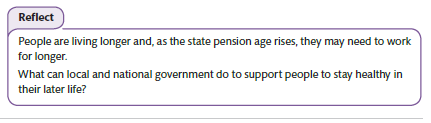 Reflect
People are living longer and, as the state pension age rises, they may need to work
for longer.
What can local and national government do to support people to stay healthy in
their later life?